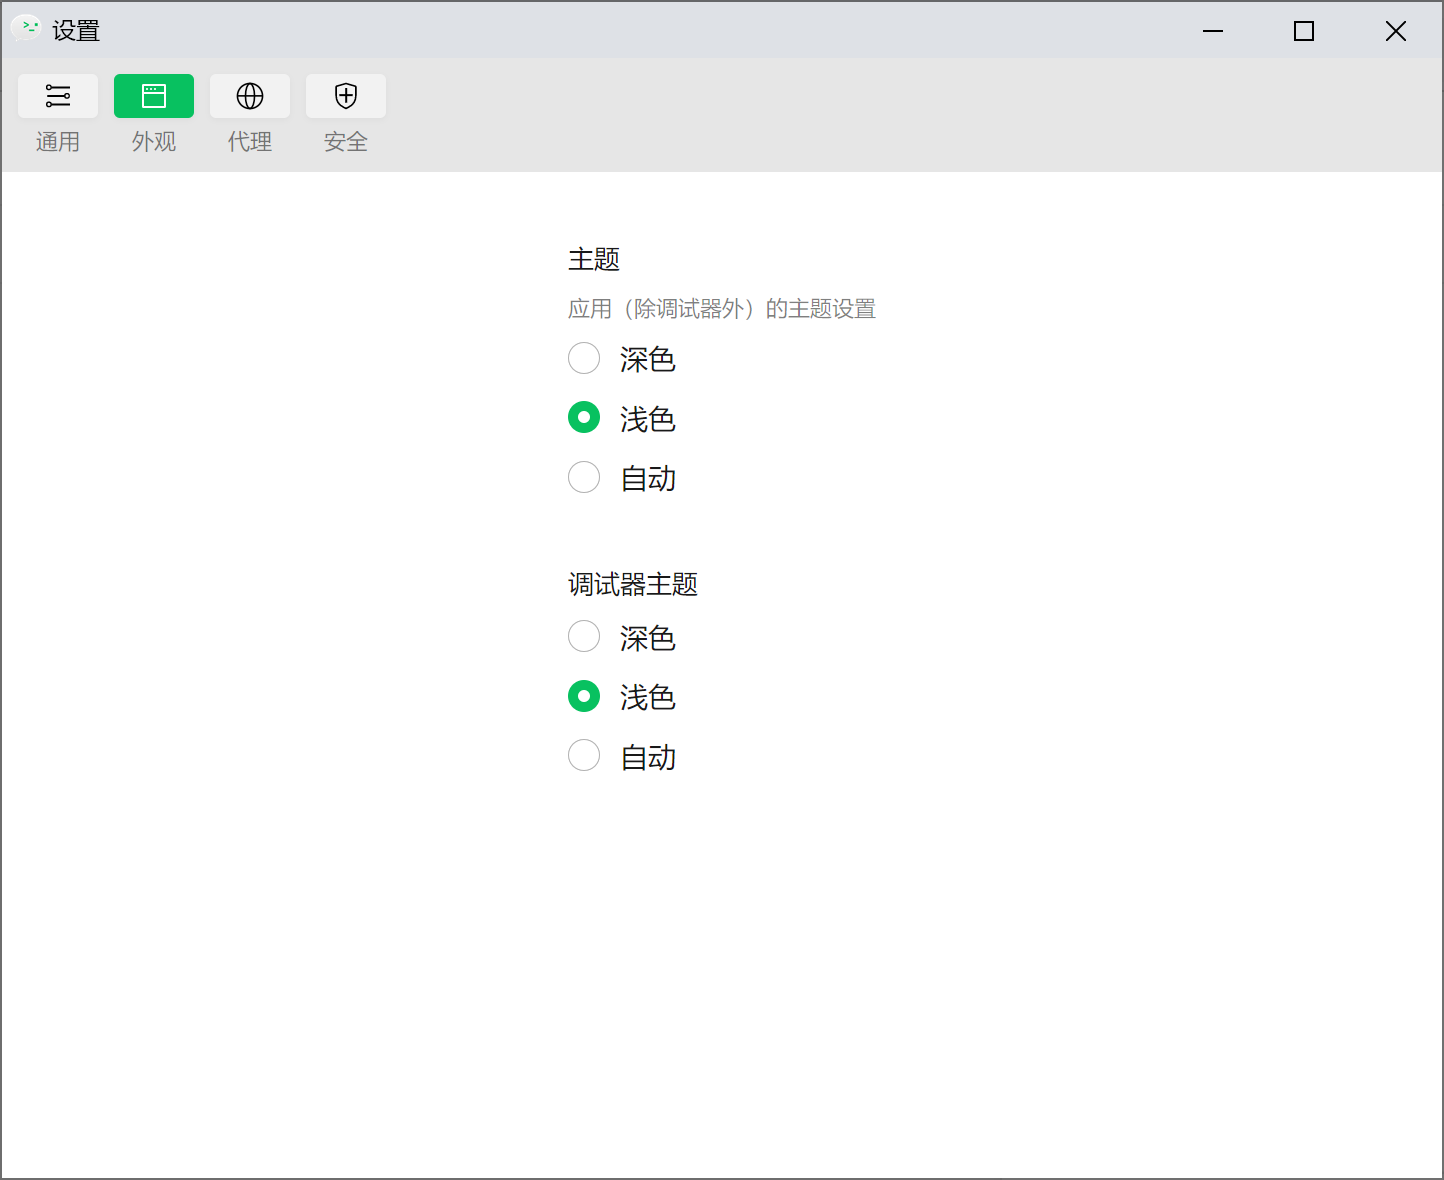 设置
通用 外观 代理 安全
主题
应用（除调试器外）的主题设置
深色
浅色
自动
调试器主题
深色
浅色
自动